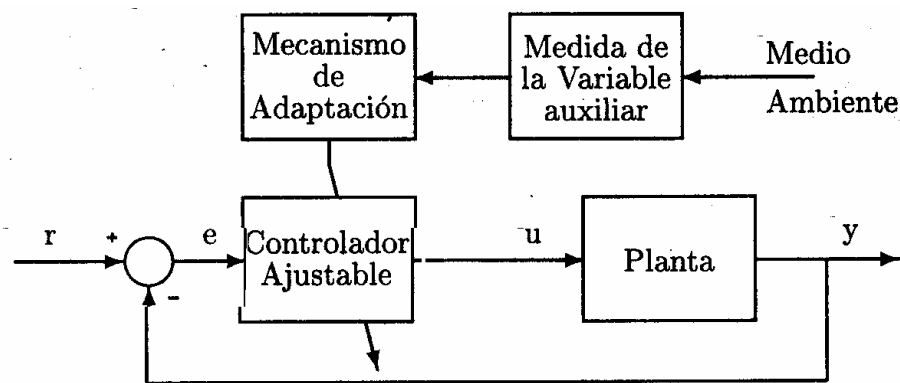 Mecanismo
de
Adaptación
Medida de
la Variable
auxiliar
Medio
Ambiente
r
+
-
e
Controlador
Ajustable
u
Planta
y